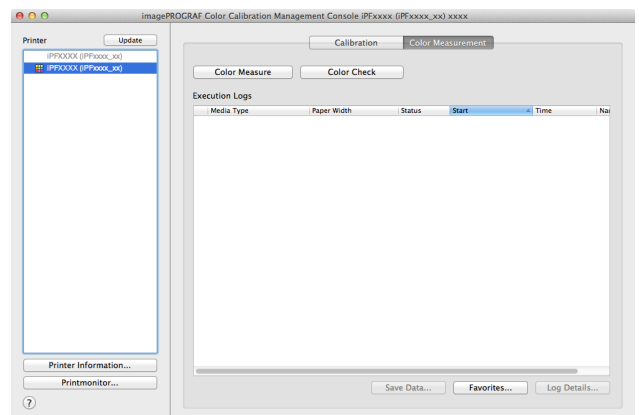 imagePROGRAF Color Calibration Management Console iPFxxxx (iPFxxxx_xx) xxxx
Printer
Update
iPFXXXX (iPFxxxx_xx)
iPFXXXX (iPFxxxx_xx)
Printer Information...
Printmonitor...
?
Calibration Color Measurement
Color Measure Color Check
Execution Logs
Media Type Paper Width Status Start Time Nai
Save Data... Favorites... Log Details...